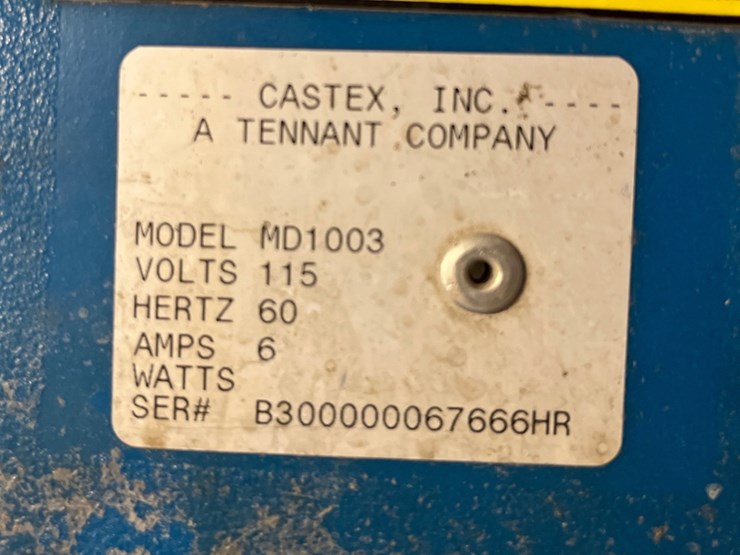 ----- CASTEX, INC. ----
A TENNANT COMPANY
MODEL MD1003
VOLTS 115
HERTZ 60
AMPS 6
WATTS
SER# B300000067666HR